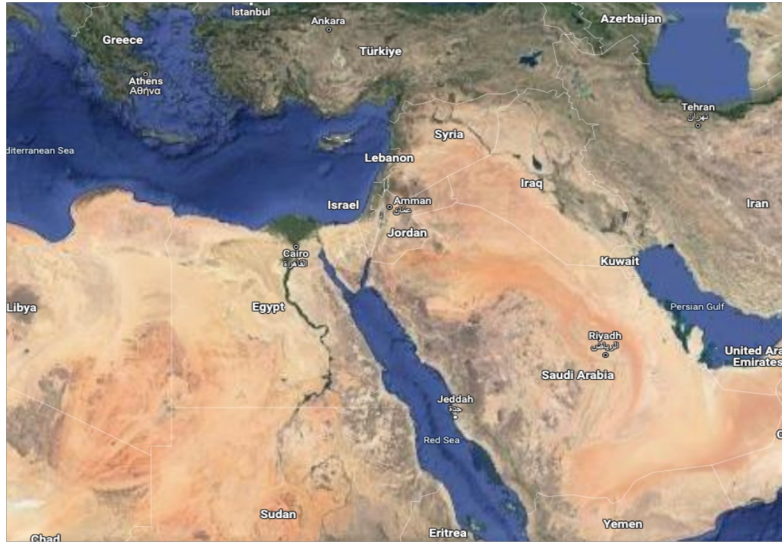 İstanbul
Ankara
Azerbaijan
Greece
Türkiye
Athens
Αθήνα
Tehran
تهران
Syria
diterranean Sea
Lebanon
Iraq
Israel
Amman
عمان
Iran
Jordan
Cairo
القاهرة
Kuwait
Libya
Egypt
Persian Gulf
Riyadh
الرياض
United Ara
Emirates
Saudi Arabia
Jeddah
جدة
Red Sea
Sudan
Yemen
Eritrea
Chad